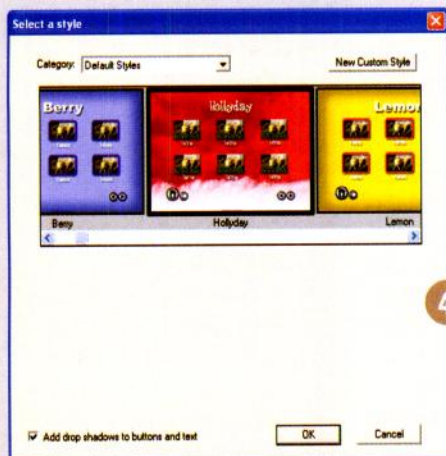 Select a style
Category: Default Styles
New Custom Style
Berry
Hollyday
Lemon
Berry
Hollyday
Lemon
Add drop shadows to buttons and text
OK
Cancel